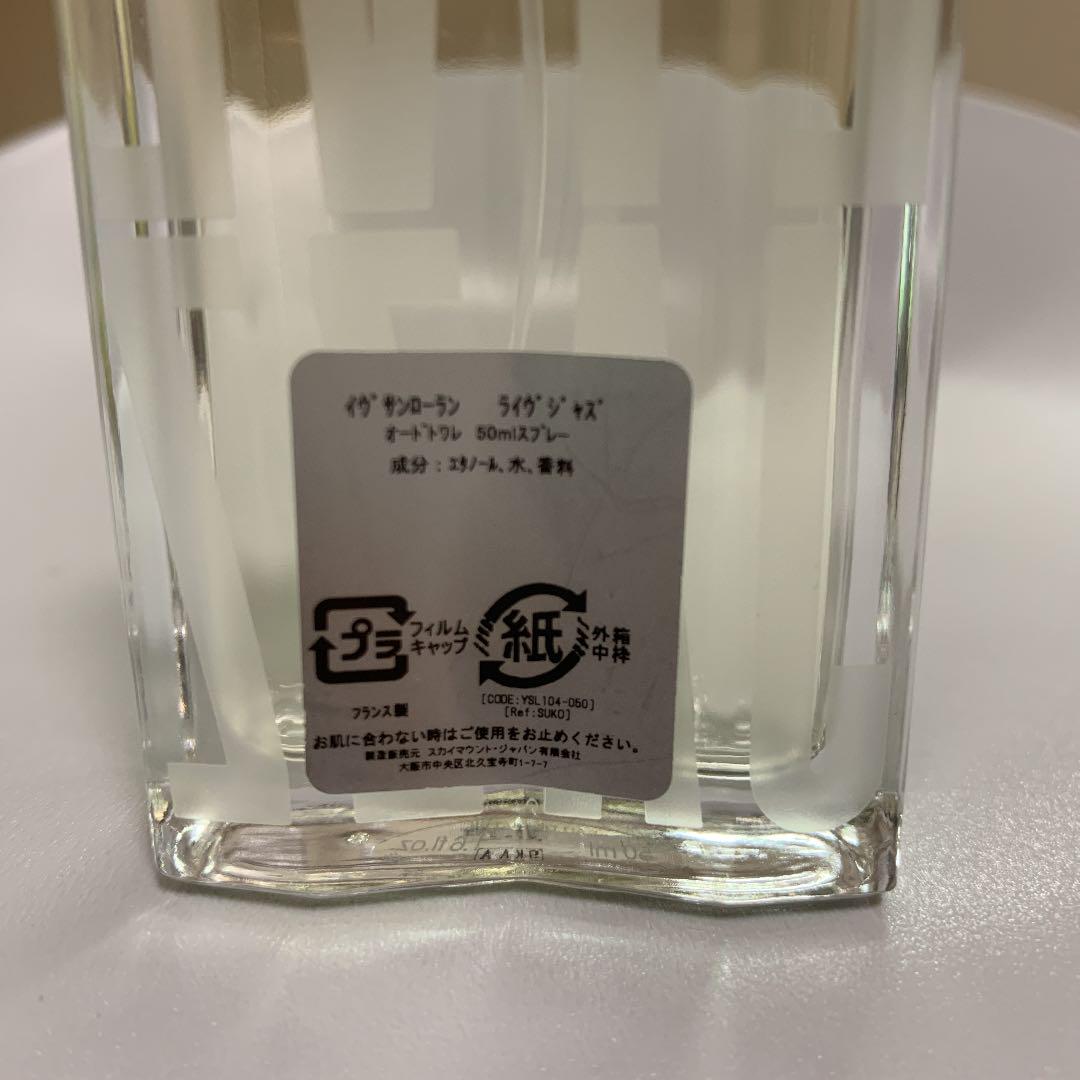 イヴサンローラン　ライヴジャズ
オードトワレ 50mlスプレー
成分：エタノール、水、香料
プラ フィルム キャップ
紙 外箱 中枠
[CODE:YSL104-050]
[Ref:SUKO]
フランス製
お肌に合わない時はご使用をお止めください。
製造販売元 スカイマウント・ジャパン有限会社
大阪市中央区北久宝寺町1-7-7
50ml
.6fl.oz